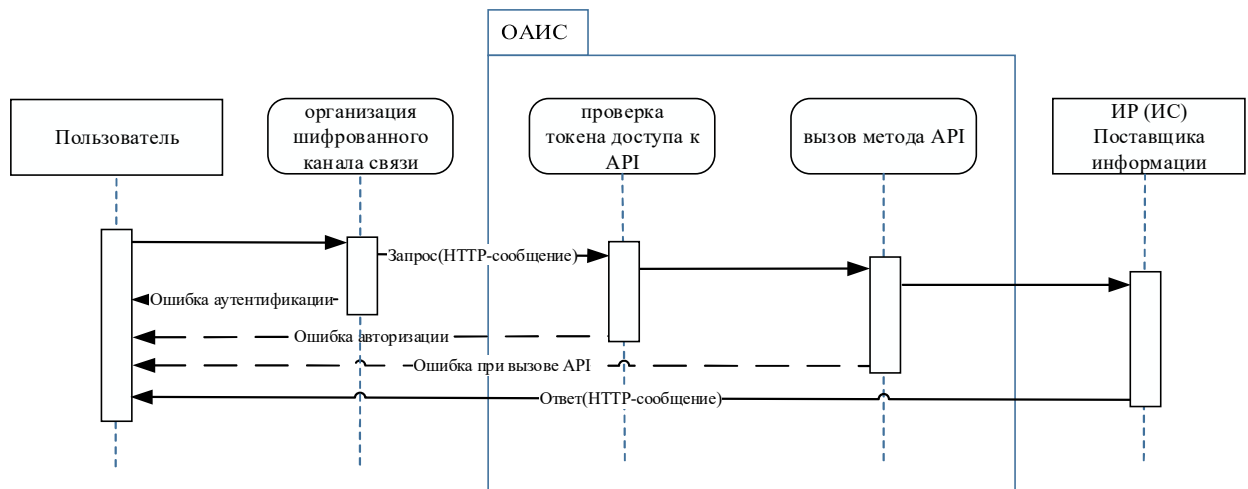 ОАИС
Пользователь
организация
шифрованного
канала связи
проверка
токена доступа к
API
вызов метода API
ИР (ИС)
Поставщика
информации
Запрос(HTTP-сообщение)
Ошибка аутентификации
Ошибка авторизации
Ошибка при вызове API
Ответ(HTTP-сообщение)